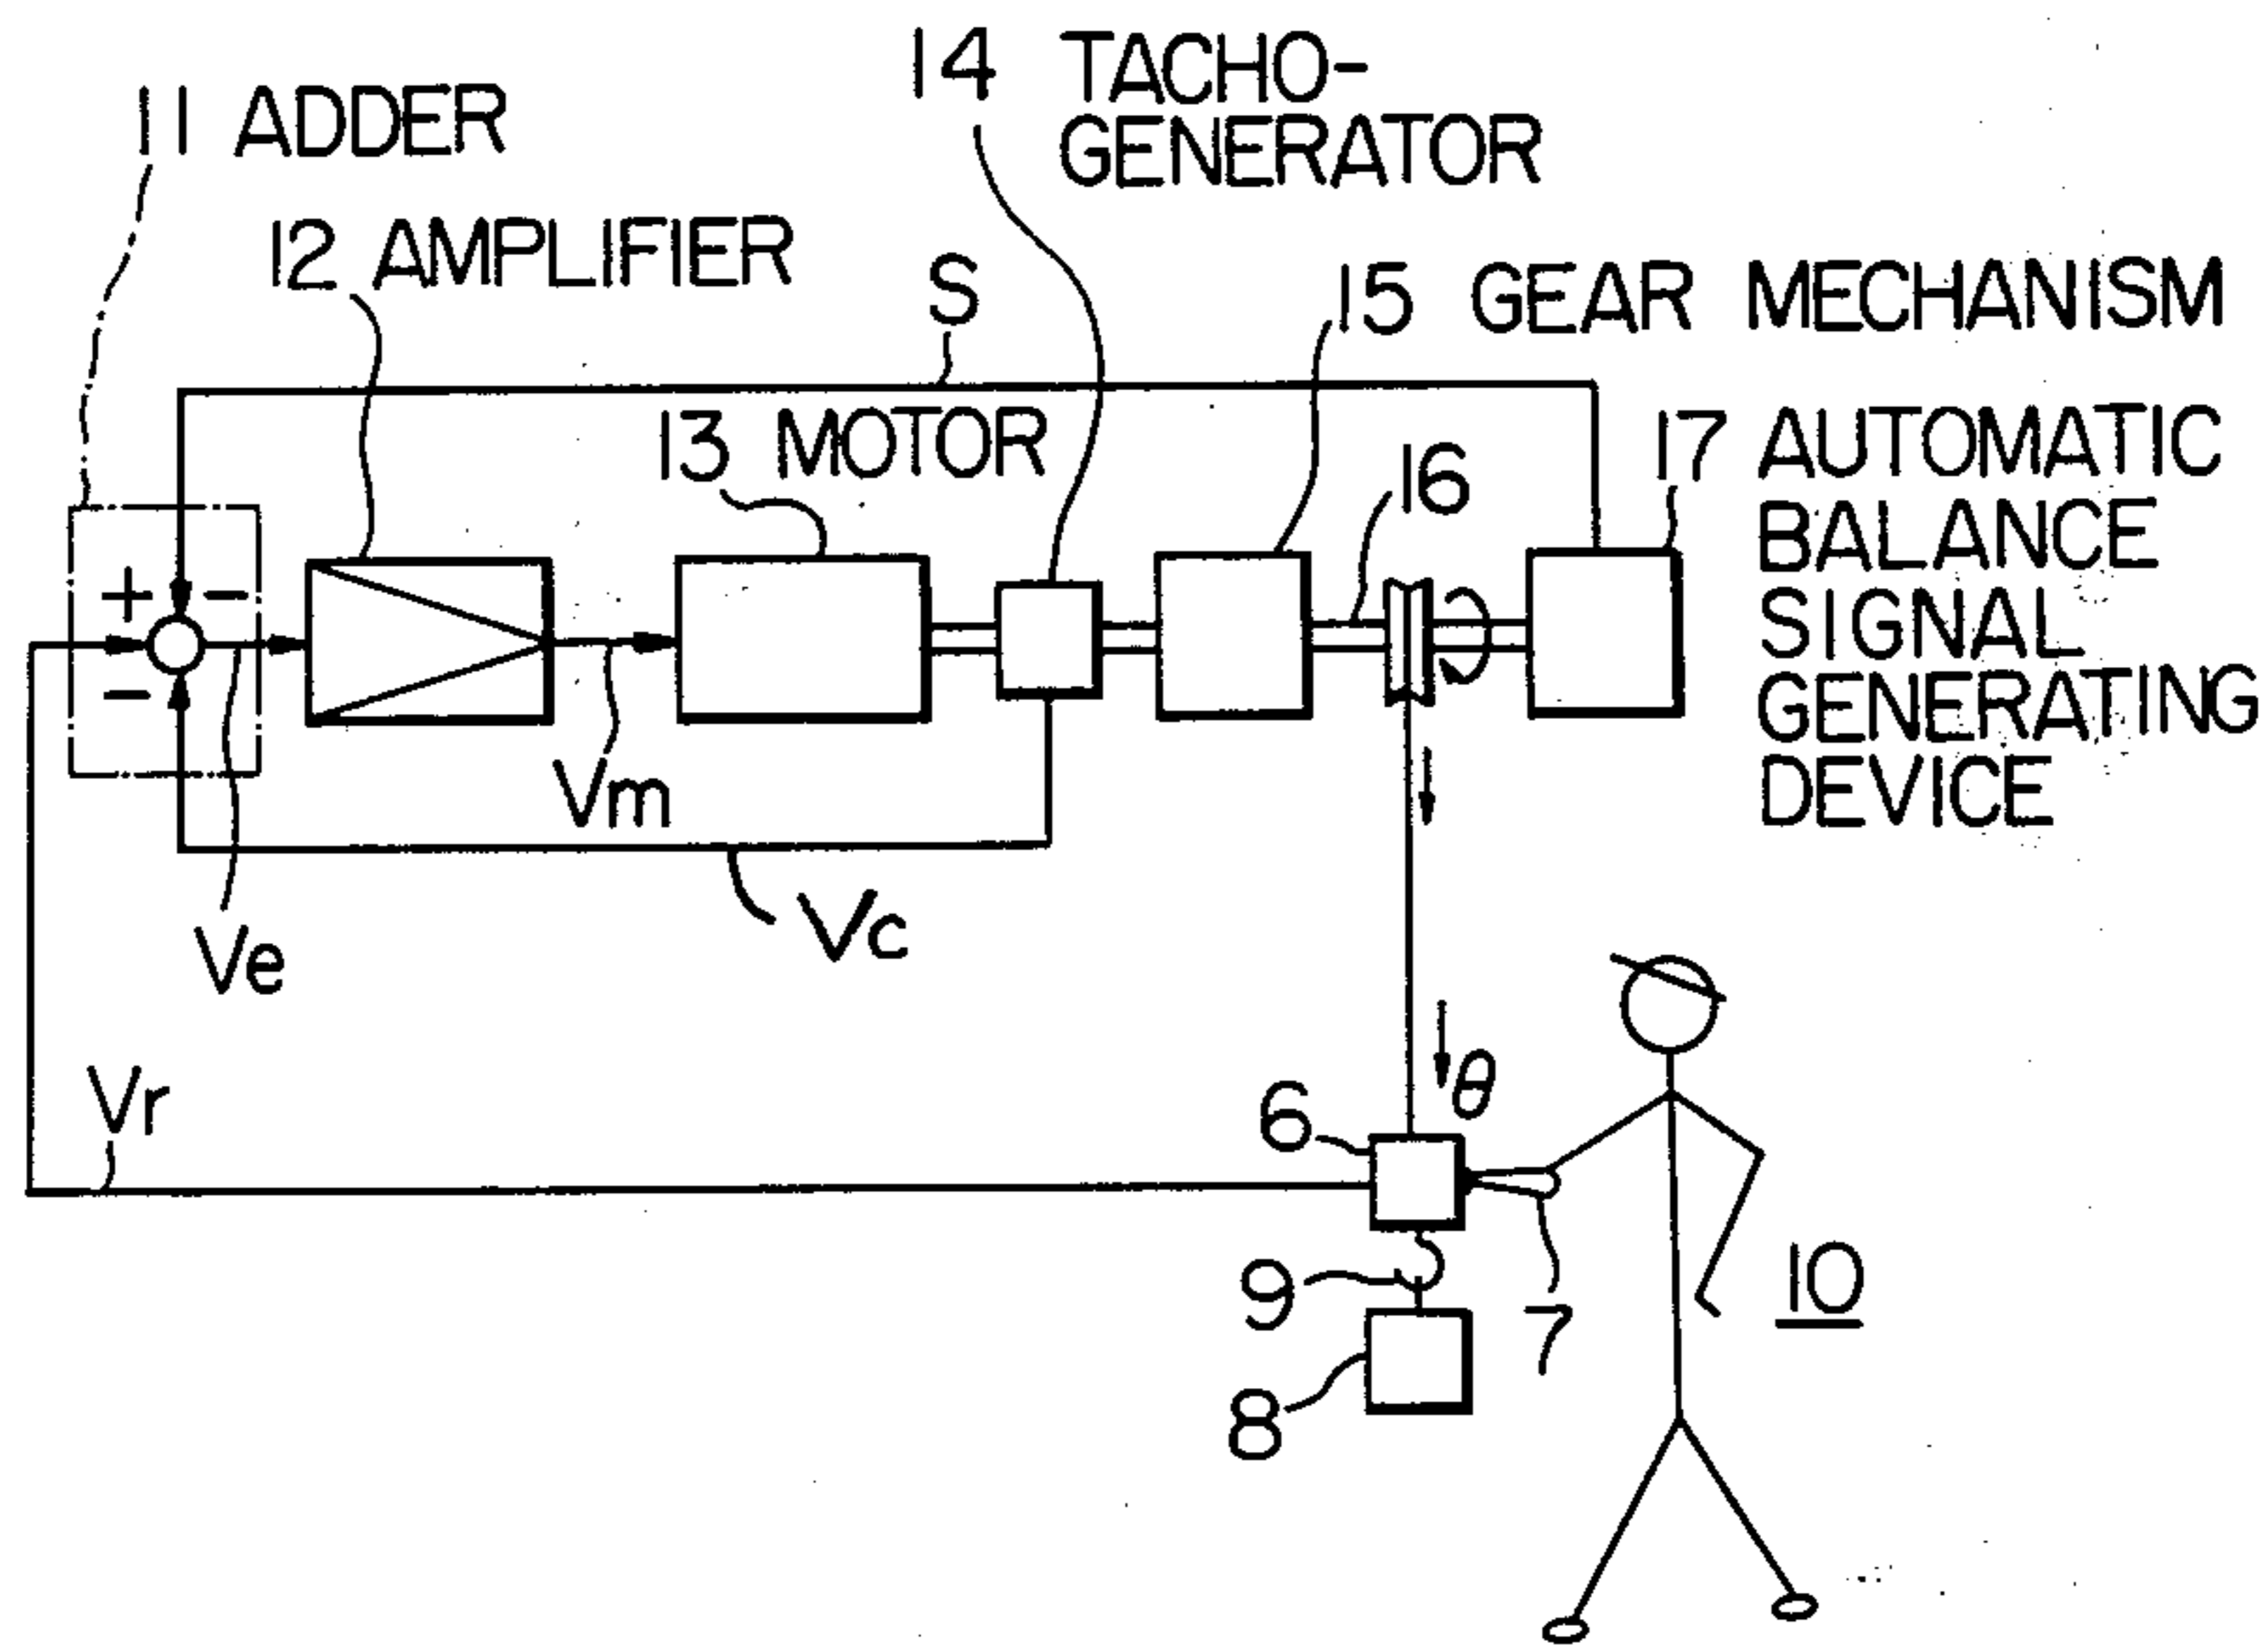 14 TACHO-
GENERATOR
11 ADDER
12 AMPLIFIER
S
15 GEAR MECHANISM
13 MOTOR
16
17 AUTOMATIC
BALANCE
SIGNAL
GENERATING
DEVICE
+ -
-
Vm
Vc
Ve
Vr
θ
6
9
7
10
8